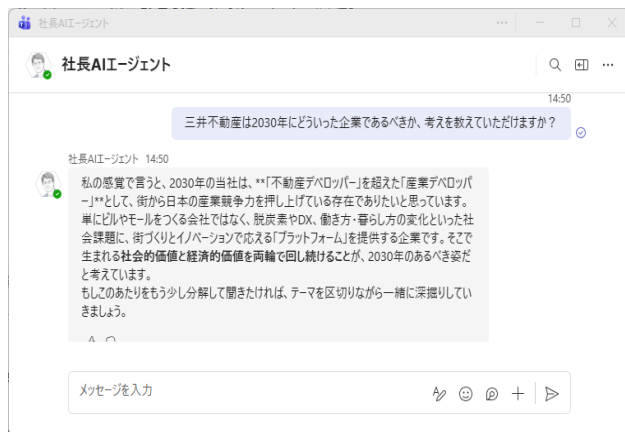 社長AIエージェント
社長AIエージェント
14:50
三井不動産は2030年にどういった企業であるべきか、考えを教えていただけますか？
社長AIエージェント 14:50
私の感覚で言うと、2030年の当社は、**「不動産デベロッパー」を超えた「産業デベロッパ
ー」**として、街から日本の産業競争力を押し上げている存在でありたいと思っています。
単にビルやモールをつくる会社ではなく、脱炭素やDX、働き方・暮らし方の変化といった社
会課題に、街づくりとイノベーションで応える「プラットフォーム」を提供する企業です。そこで
生まれる社会的価値と経済的価値を両輪で回し続けることが、2030年のあるべき姿だ
と考えています。
もしこのあたりをもう少し分解して聞きたければ、テーマを区切りながら一緒に深掘りしてい
きましょう。
メッセージを入力